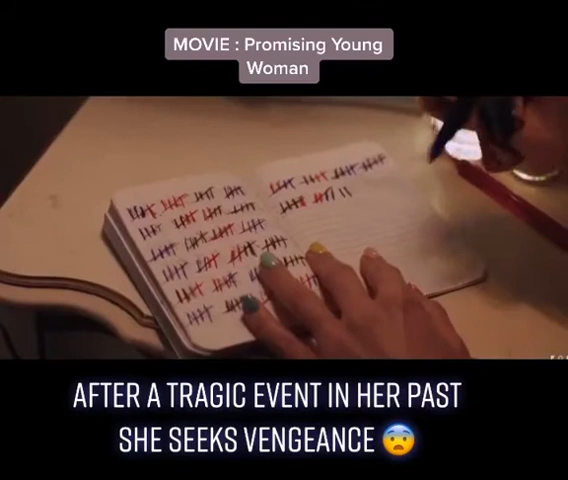 MOVIE : Promising Young
Woman
AFTER A TRAGIC EVENT IN HER PAST
SHE SEEKS VENGEANCE 😨